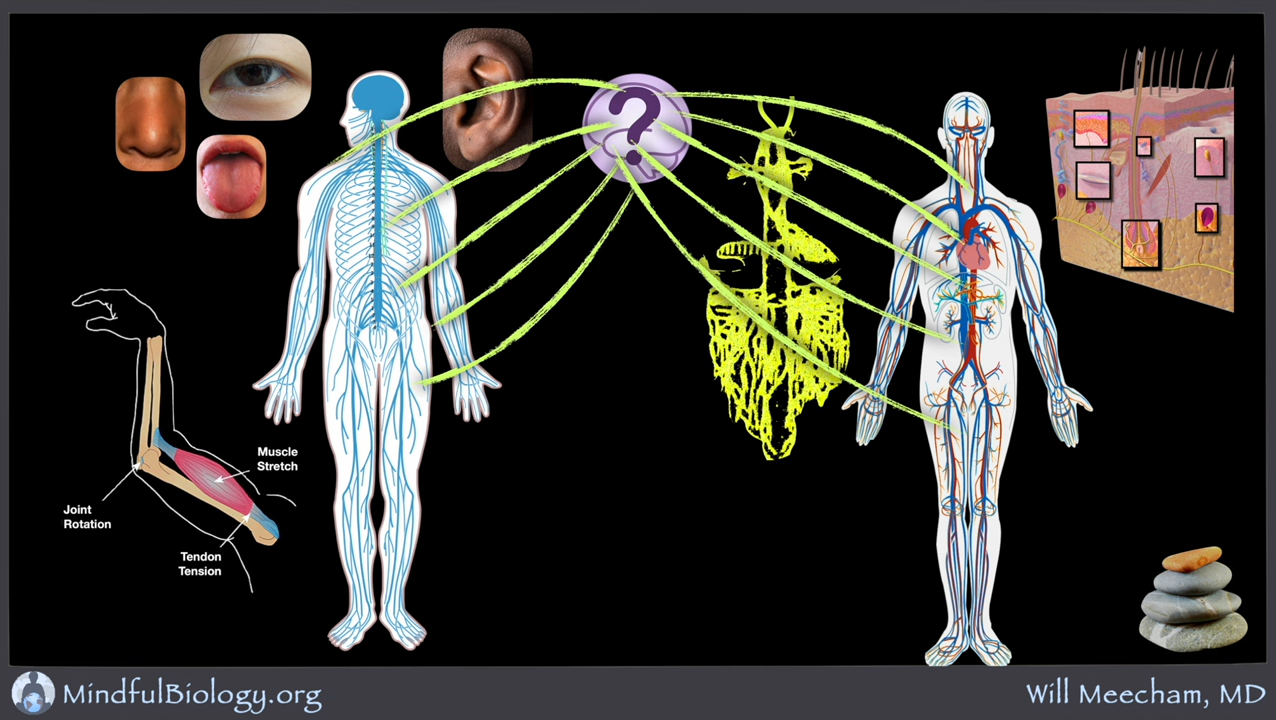 ?
Muscle
Stretch
Joint
Rotation
Tendon
Tension
MindfulBiology.org
Will Meecham, MD